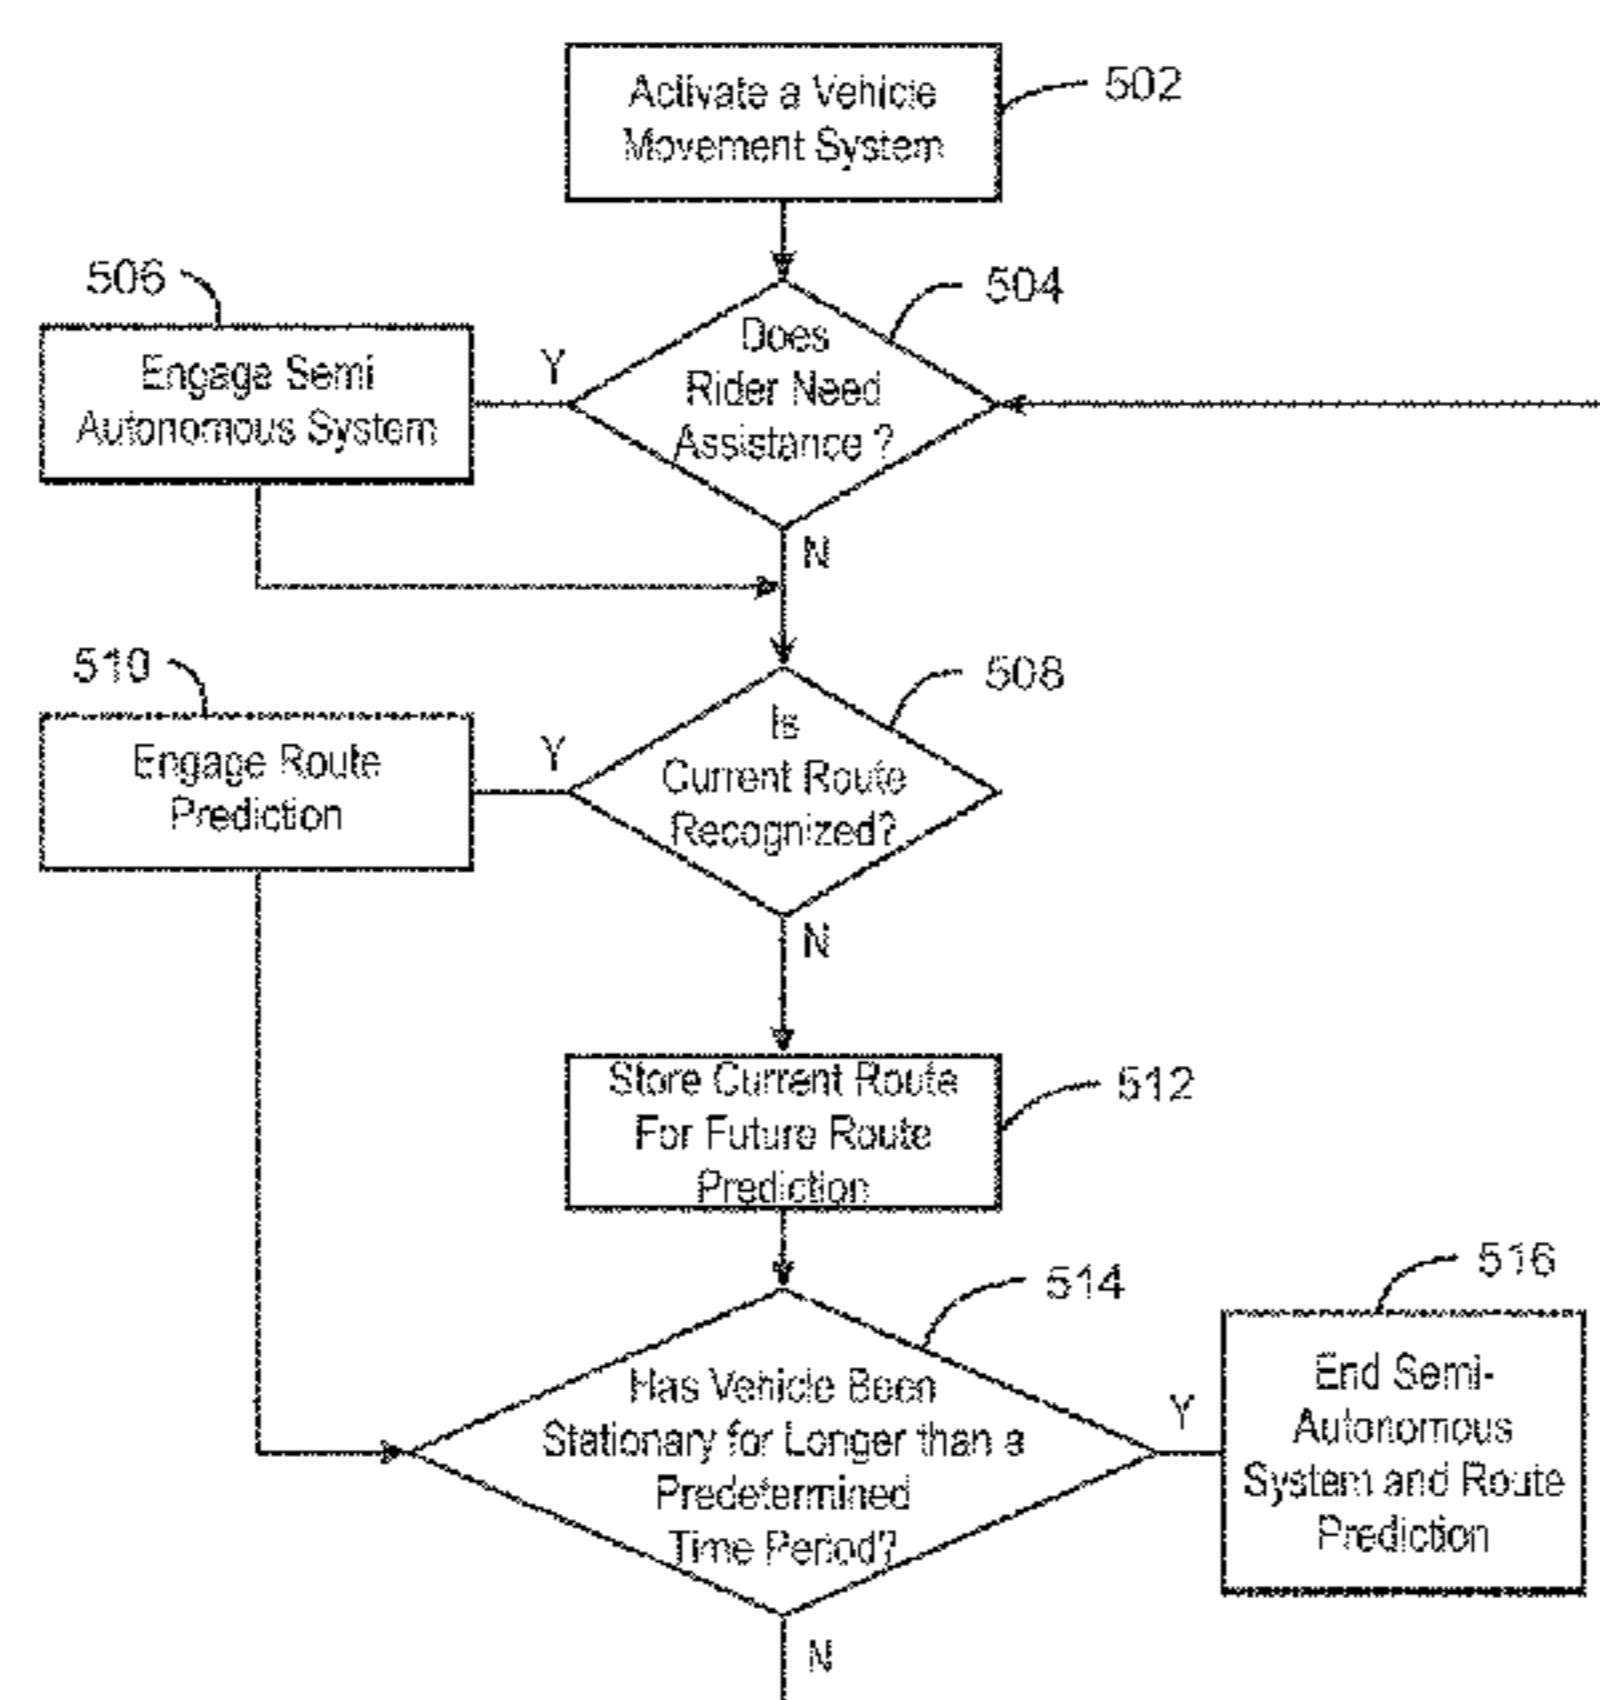 Activate a Vehicle
Movement System
502
504
Does
Rider Need
Assistance ?
Y
N
506
Engage Semi
Autonomous System
508
Is
Current Route
Recognized?
Y
N
510
Engage Route
Prediction
512
Store Current Route
For Future Route
Prediction
514
Has Vehicle Been
Stationary for Longer than a
Predetermined
Time Period?
Y
N
516
End Semi-
Autonomous
System and Route
Prediction